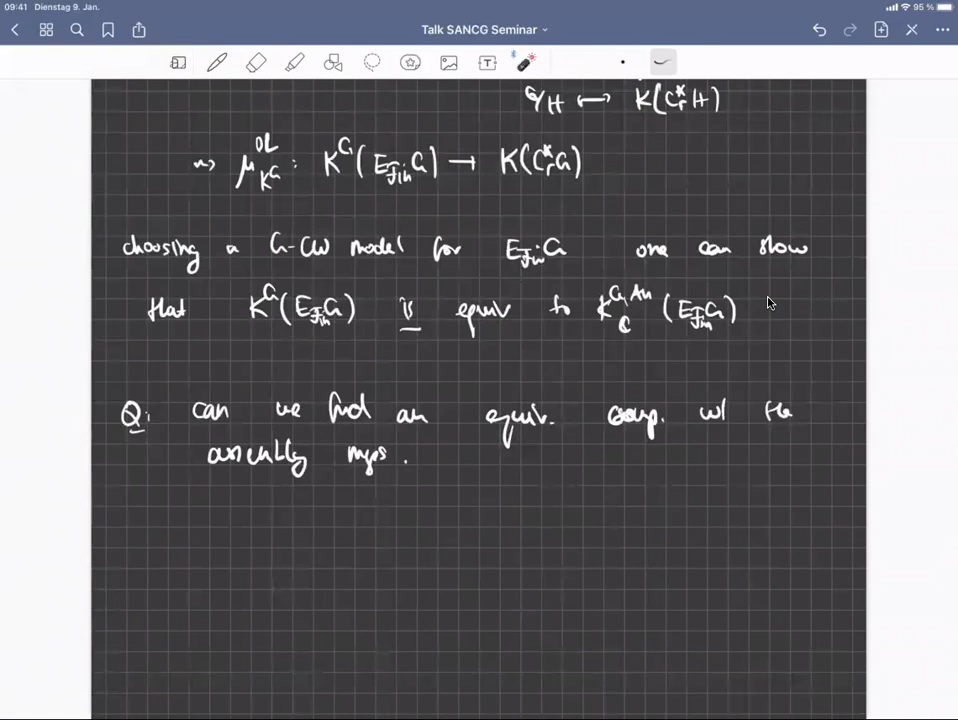 09:41 Dienstag 9. Jan.
95 %
Talk SANCG Seminar
G/H ⟼ K(C*_r H)
⇝ μ^{DL}_{K^G} : K^G(E_{Fin}G) → K(C*_r G)
choosing a G-CW model for E_{Fin}G one can show
that K^G(E_{Fin}G) is equiv to K^{G,An}_C (E_{Fin}G)
Q: can we find an equiv. comp. w/ the
assembly maps.